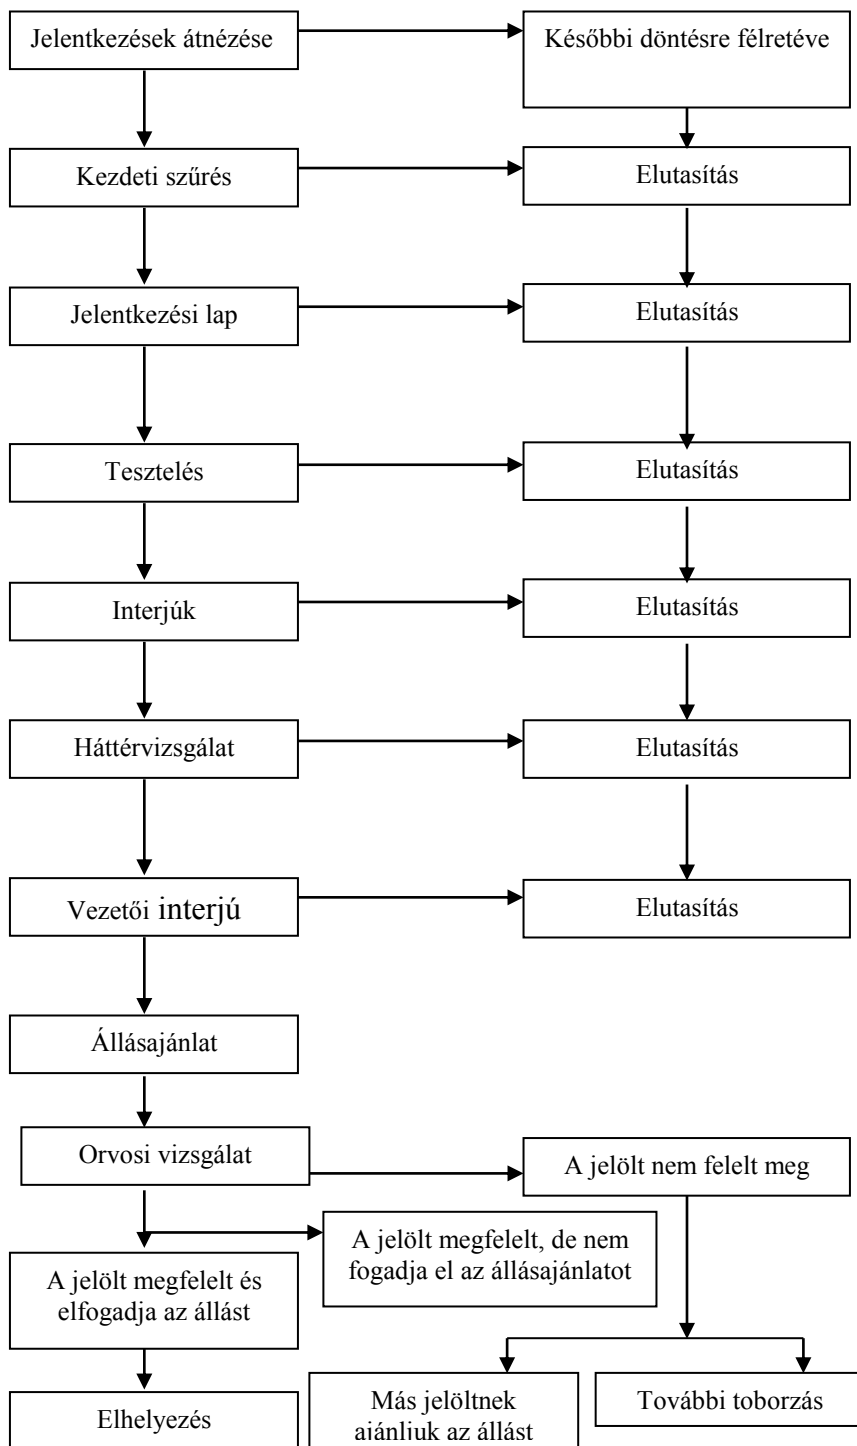 Jelentkezések átnézése
Későbbi döntésre félretéve
Kezdeti szűrés
Elutasítás
Jelentkezési lap
Elutasítás
Tesztelés
Elutasítás
Interjúk
Elutasítás
Háttérvizsgálat
Elutasítás
Vezetői interjú
Elutasítás
Állásajánlat
Orvosi vizsgálat
A jelölt nem felelt meg
A jelölt megfelelt, de nem
fogadja el az állásajánlatot
A jelölt megfelelt és
elfogadja az állást
Más jelöltnek
ajánljuk az állást
További toborzás
Elhelyezés